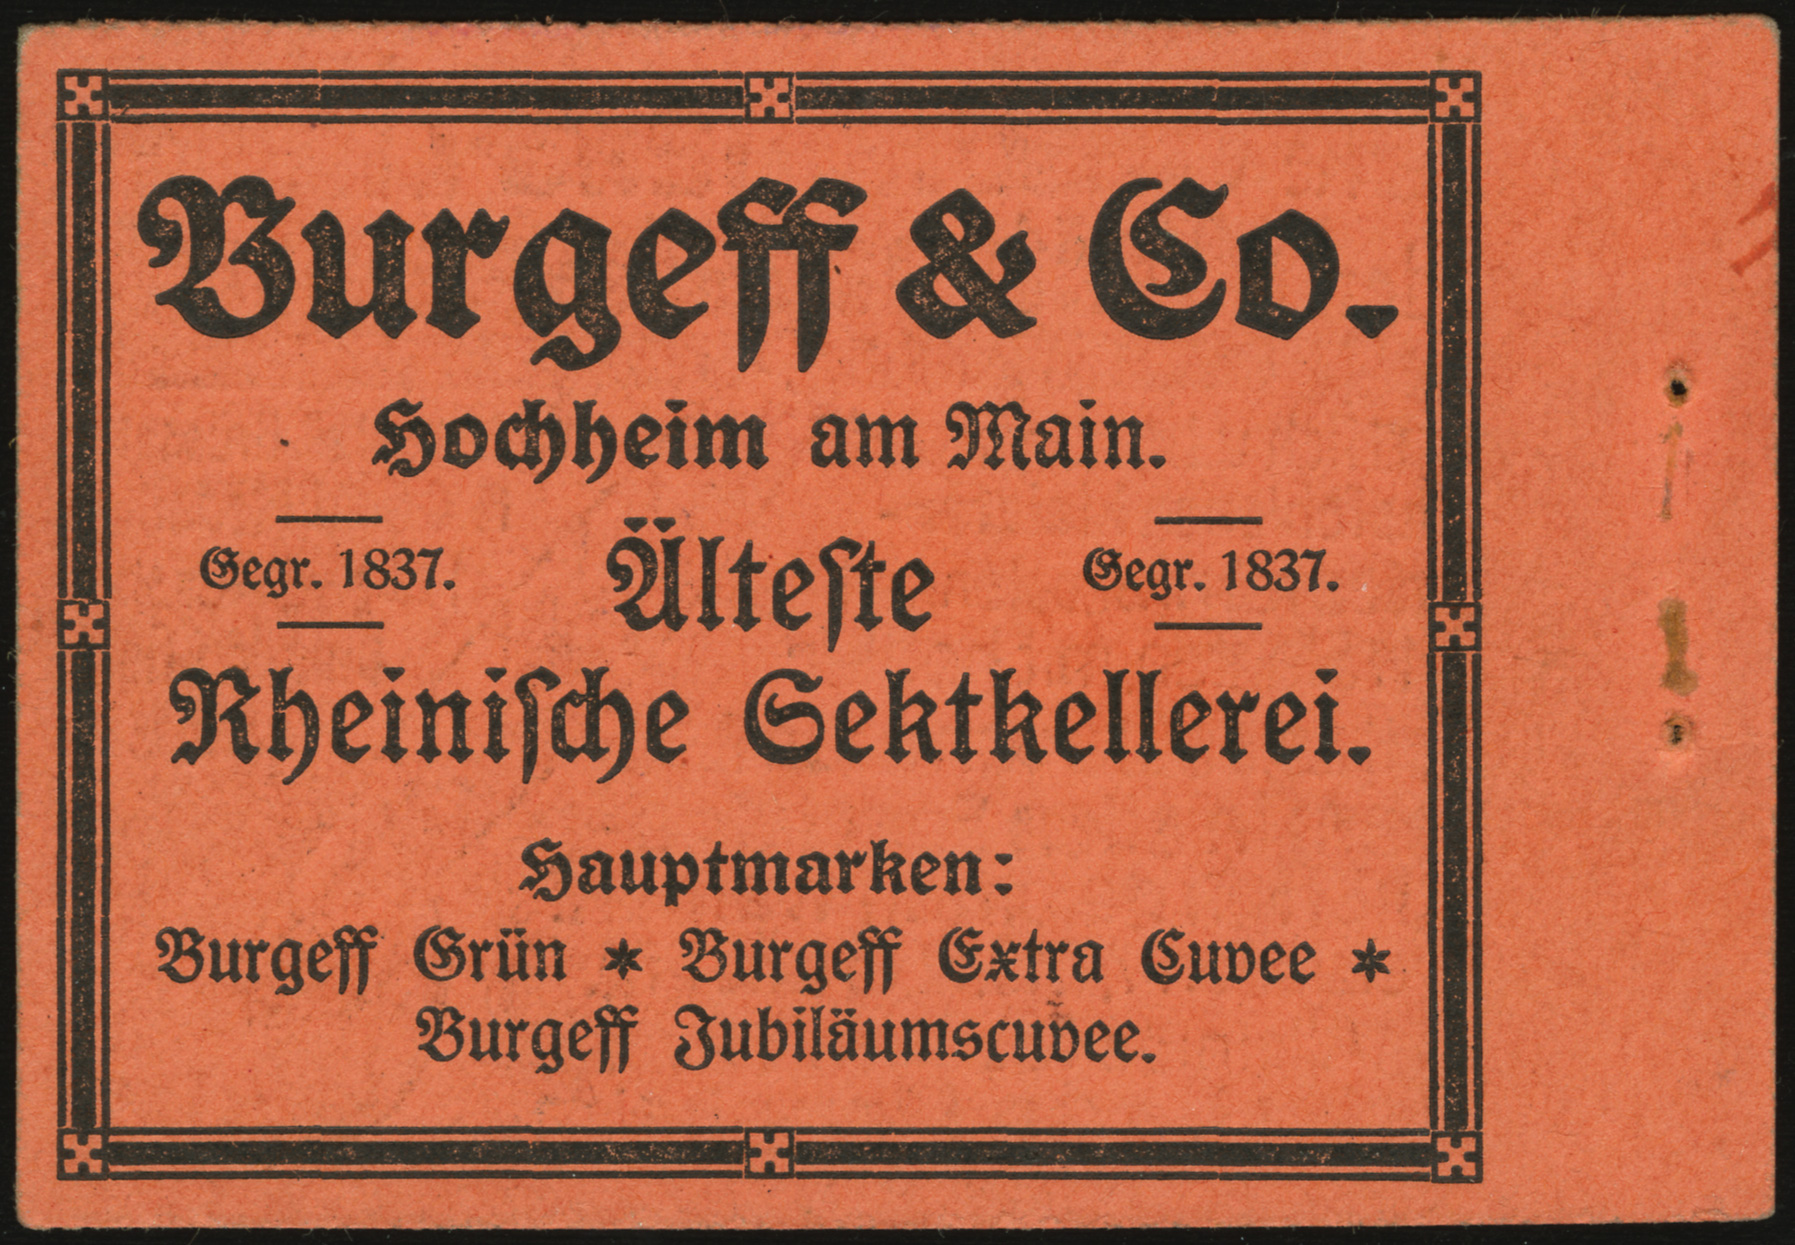 Burgeff & Co.
Hochheim am Main.
Gegr. 1837. Älteſte Gegr. 1837.
Rheiniſche Sektkellerei.
Hauptmarken:
Burgeff Grün * Burgeff Extra Cuvee *
Burgeff Jubiläumscuvee.